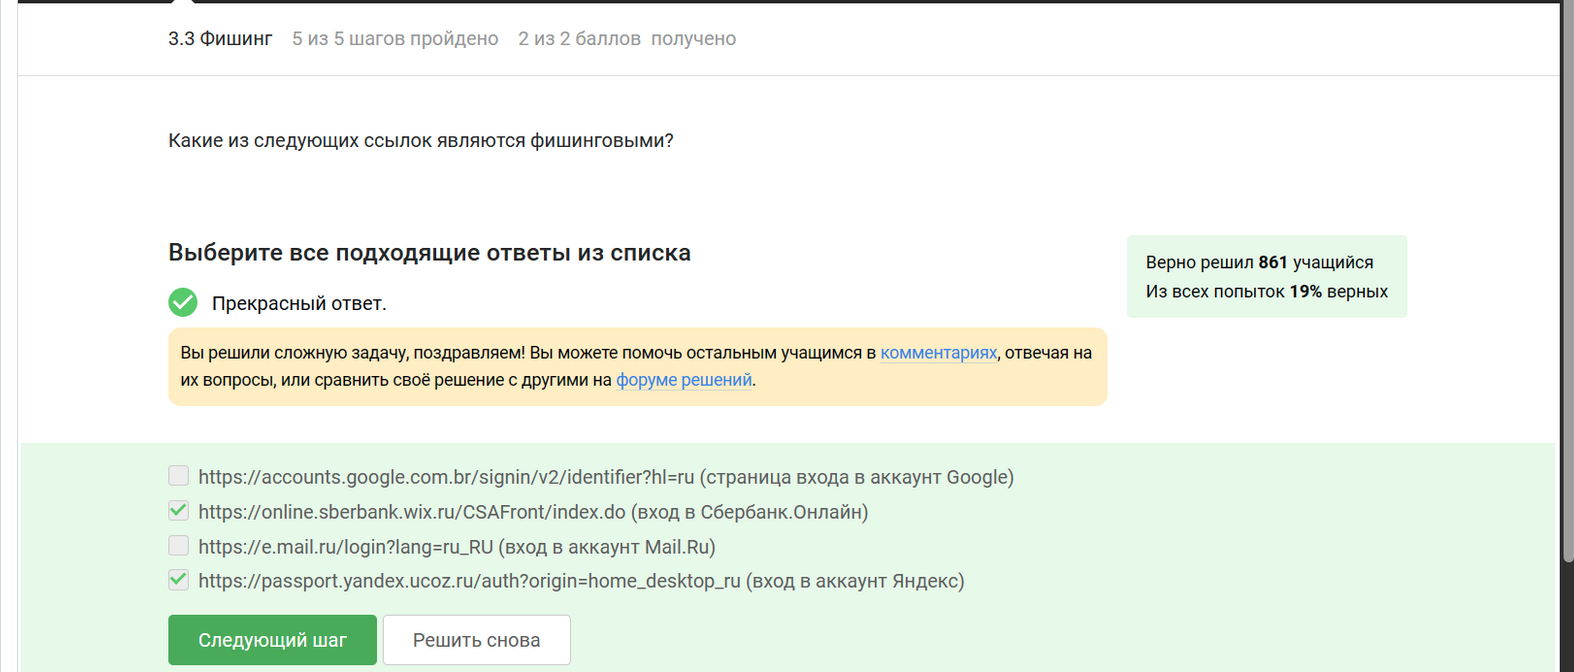 3.3 Фишинг 5 из 5 шагов пройдено 2 из 2 баллов получено
Какие из следующих ссылок являются фишинговыми?
Выберите все подходящие ответы из списка
Верно решил 861 учащийся
Из всех попыток 19% верных
Прекрасный ответ.
Вы решили сложную задачу, поздравляем! Вы можете помочь остальным учащимся в комментариях, отвечая на
их вопросы, или сравнить своё решение с другими на форуме решений.
https://accounts.google.com.br/signin/v2/identifier?hl=ru (страница входа в аккаунт Google)
https://online.sberbank.wix.ru/CSAFront/index.do (вход в Сбербанк.Онлайн)
https://e.mail.ru/login?lang=ru_RU (вход в аккаунт Mail.Ru)
https://passport.yandex.ucoz.ru/auth?origin=home_desktop_ru (вход в аккаунт Яндекс)
Следующий шаг Решить снова